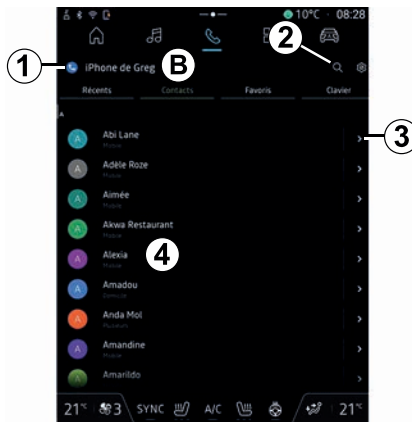 10°C 08:28
2
1
iPhone de Greg
B
Récents Contacts Favoris Clavier
A
A Abi Lane
Mobile
3
A Adèle Roze
Mobile
A Aimée
Mobile
A Akwa Restaurant
Mobile
A Alexia
Mobile
4
A Amadou
Domicile
A Anda Mol
Plusieurs
A Amandine
Mobile
A Amarildo
21°C 3 SYNC A/C 21°C